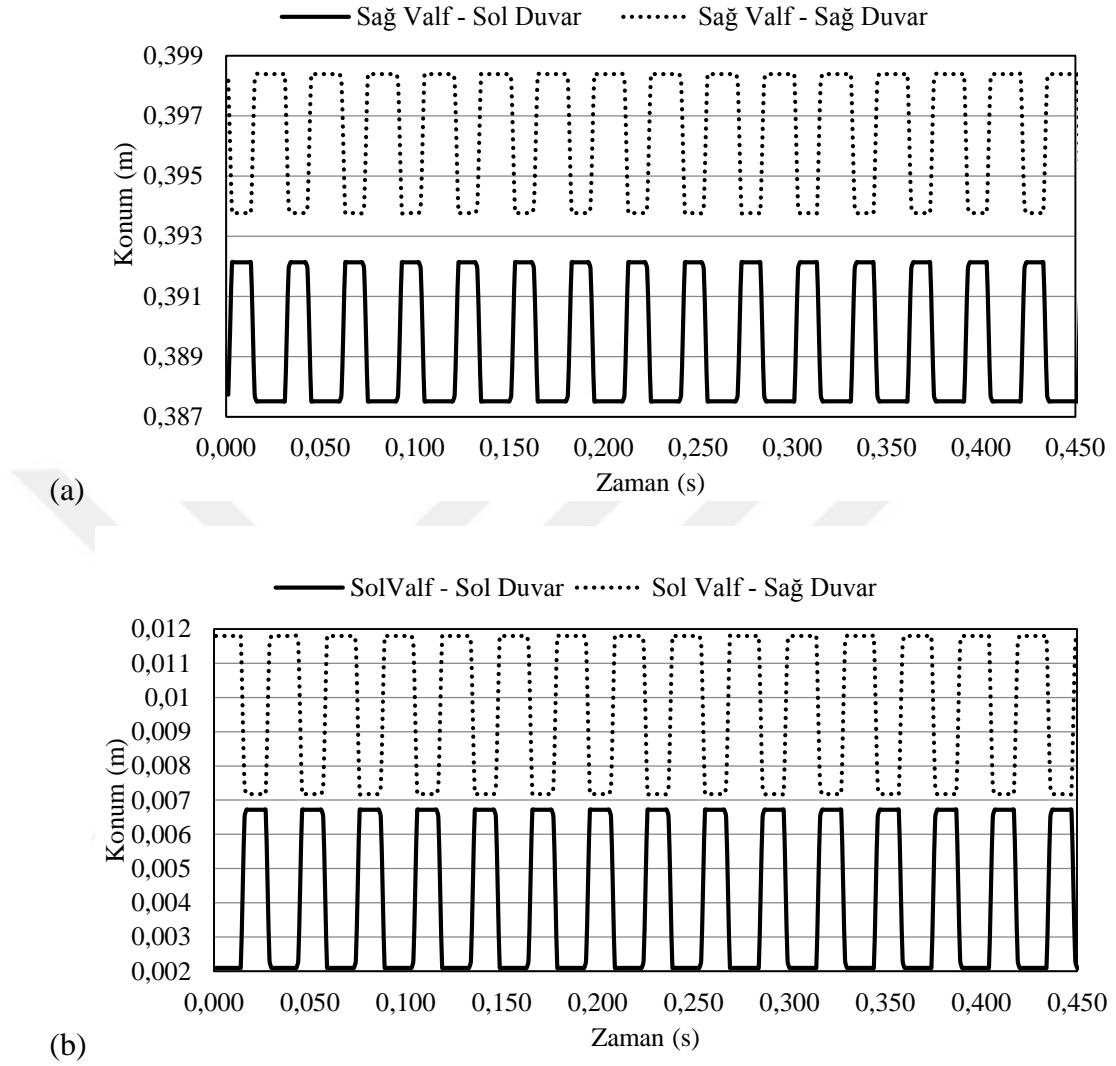 Sağ Valf - Sol Duvar Sağ Valf - Sağ Duvar
0,399
0,397
0,395
0,393
0,391
0,389
0,387
Konum (m)
0,000 0,050 0,100 0,150 0,200 0,250 0,300 0,350 0,400 0,450
Zaman (s)
(a)
SolValf - Sol Duvar Sol Valf - Sağ Duvar
0,012
0,011
0,01
0,009
0,008
0,007
0,006
0,005
0,004
0,003
0,002
Konum (m)
0,000 0,050 0,100 0,150 0,200 0,250 0,300 0,350 0,400 0,450
Zaman (s)
(b)